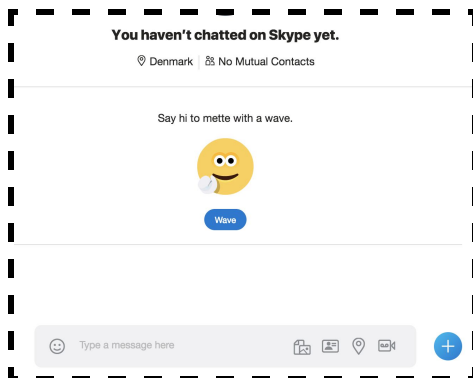 You haven’t chatted on Skype yet.
Denmark No Mutual Contacts
Say hi to mette with a wave.
Wave
Type a message here